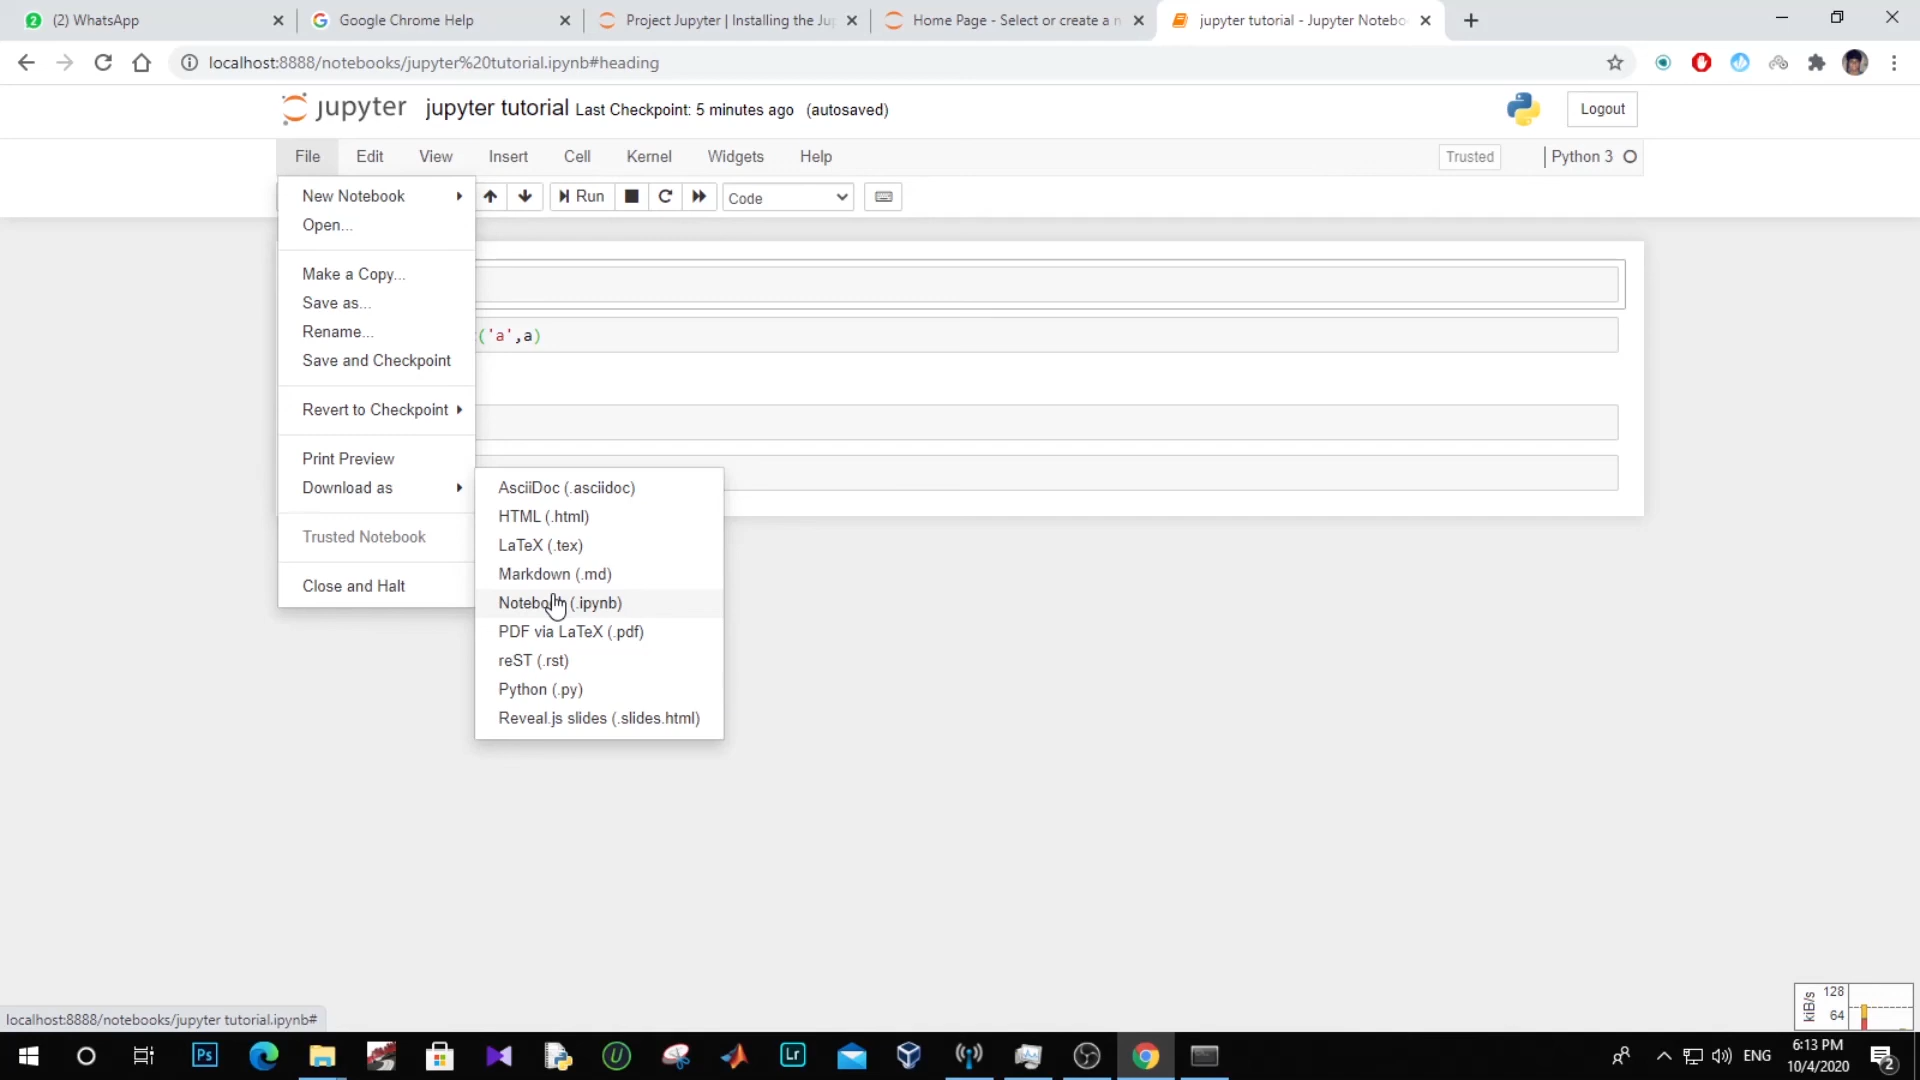 (2) WhatsApp
Google Chrome Help
Project Jupyter | Installing the Ju
Home Page - Select or create a n
jupyter tutorial - Jupyter Notebo
localhost:8888/notebooks/jupyter%20tutorial.ipynb#heading
jupyter jupyter tutorial Last Checkpoint: 5 minutes ago (autosaved)
Logout
File Edit View Insert Cell Kernel Widgets Help
Trusted
Python 3
New Notebook
Run
Code
Open...
Make a Copy...
Save as...
Rename...
('a',a)
Save and Checkpoint
Revert to Checkpoint
Print Preview
Download as
AsciiDoc (.asciidoc)
HTML (.html)
Trusted Notebook
LaTeX (.tex)
Markdown (.md)
Close and Halt
Notebook (.ipynb)
PDF via LaTeX (.pdf)
reST (.rst)
Python (.py)
Reveal.js slides (.slides.html)
kiB/s
128
64
localhost:8888/notebooks/jupyter tutorial.ipynb#
Ps
Lr
ENG
6:13 PM
10/4/2020
2